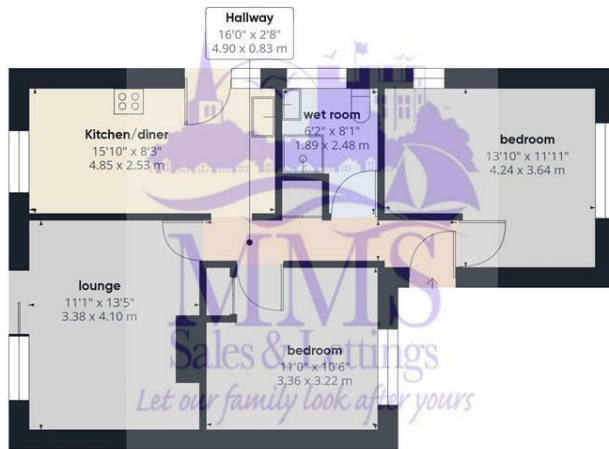 Hallway
16'0" x 2'8"
4.90 x 0.83 m
Kitchen/diner
15'10" x 8'3"
4.85 x 2.53 m
wet room
6'2" x 8'1"
1.89 x 2.48 m
bedroom
13'10" x 11'11"
4.24 x 3.64 m
lounge
11'1" x 13'5"
3.38 x 4.10 m
bedroom
11'0" x 10'6"
3.36 x 3.22 m
MMS
Sales & Lettings
Let our family look after yours